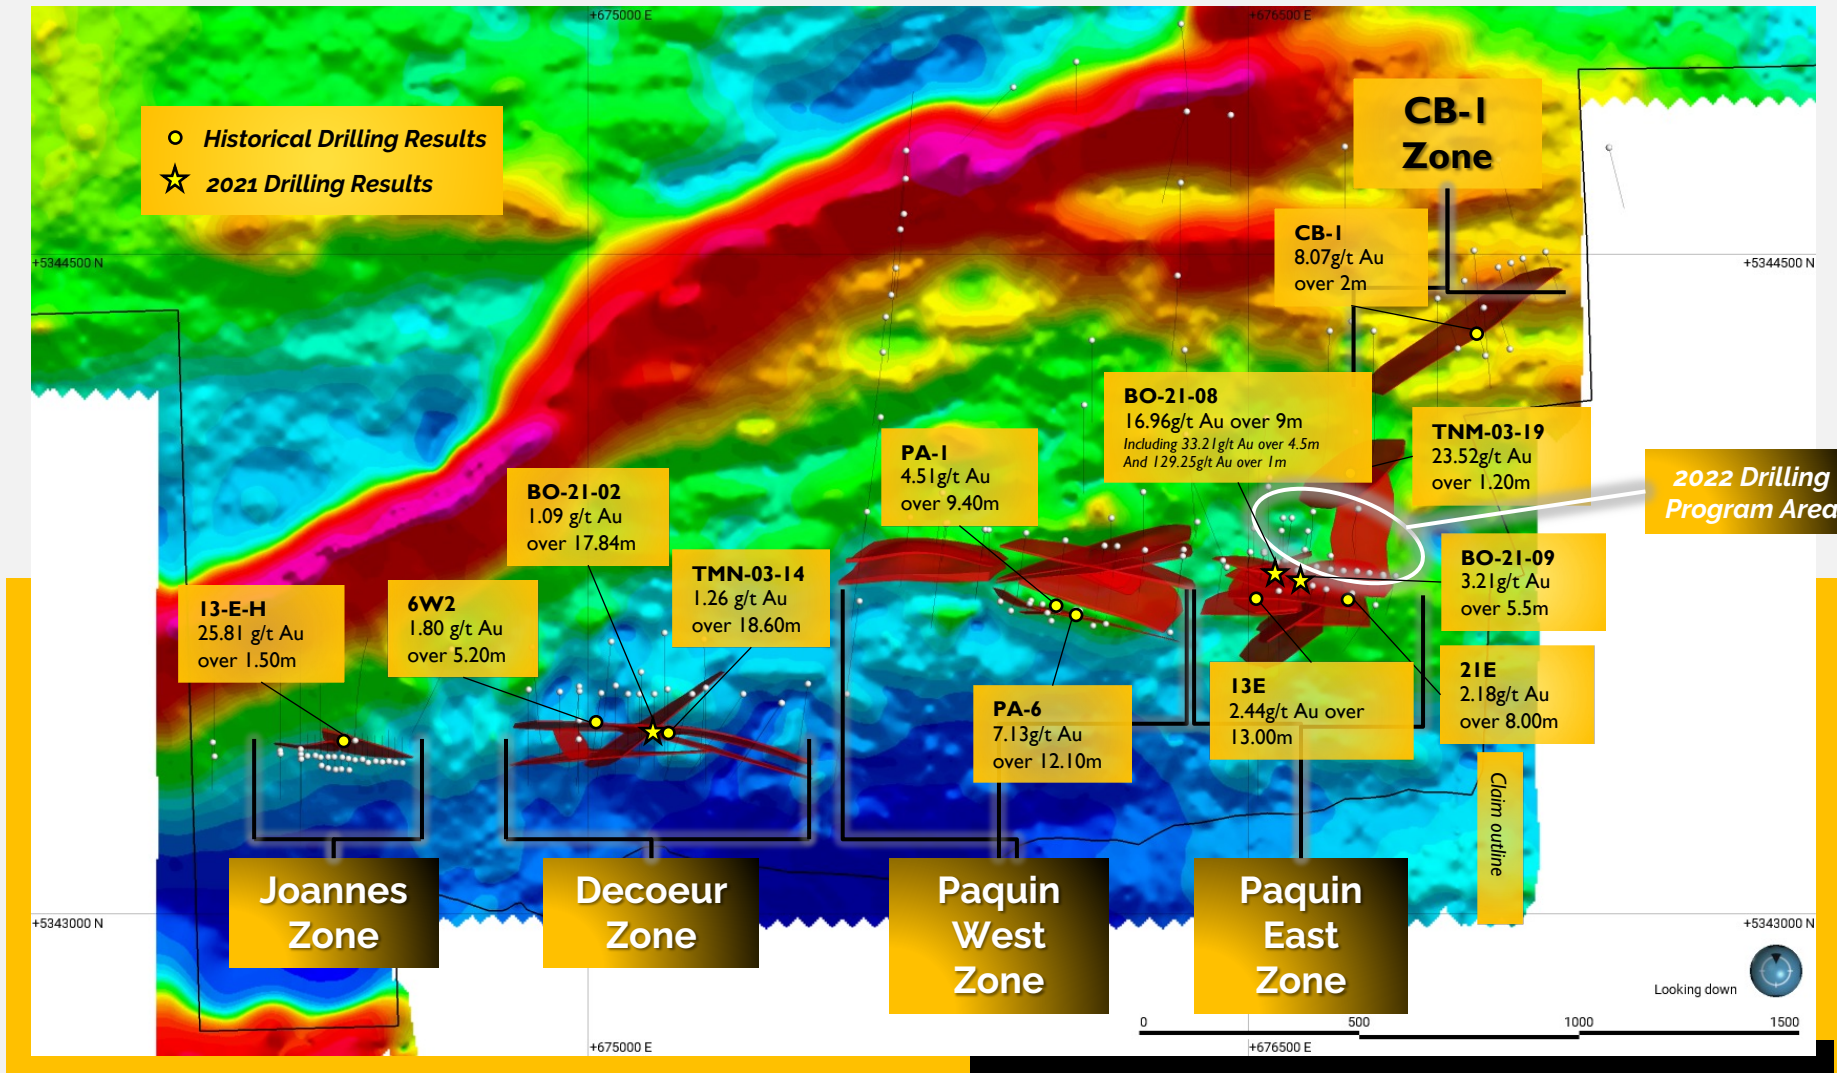 +675000 E
+676500 E
Historical Drilling Results
2021 Drilling Results
CB-1
Zone
CB-1
8.07g/t Au
over 2m
+5344500 N
+5344500 N
BO-21-08
16.96g/t Au over 9m
Including 33.21g/t Au over 4.5m
And 129.25g/t Au over 1m
TNM-03-19
23.52g/t Au
over 1.20m
2022 Drilling
Program Area
PA-1
4.51g/t Au
over 9.40m
BO-21-02
1.09 g/t Au
over 17.84m
BO-21-09
3.21g/t Au
over 5.5m
TMN-03-14
1.26 g/t Au
over 18.60m
6W2
1.80 g/t Au
over 5.20m
13-E-H
25.81 g/t Au
over 1.50m
21E
2.18g/t Au
over 8.00m
13E
2.44g/t Au over
13.00m
PA-6
7.13g/t Au
over 12.10m
Claim outline
Joannes
Zone
Decoeur
Zone
Paquin
West
Zone
Paquin
East
Zone
+5343000 N
+5343000 N
Looking down
0 500 1000 1500
+675000 E
+676500 E